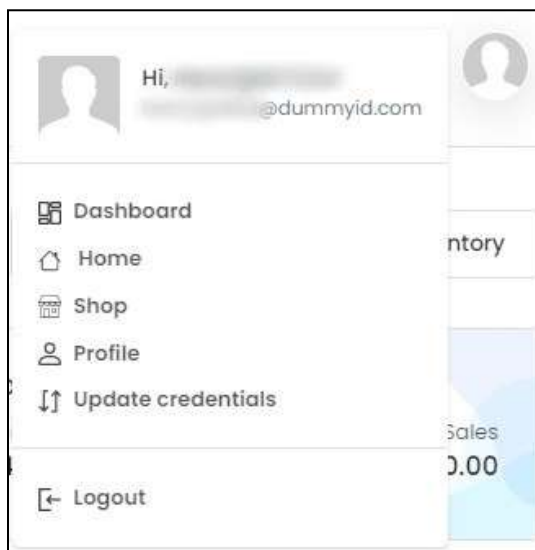 Hi,
@dummyid.com
Dashboard
Home
ntory
Shop
Profile
Update credentials
Sales
0.00
Logout